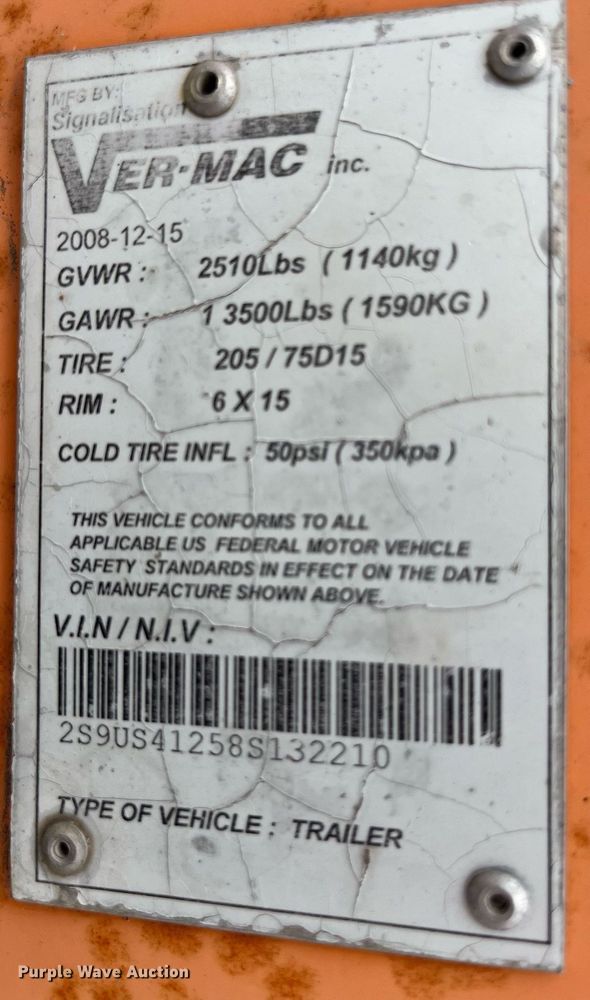 MFG BY:
Signalisation
VER-MAC inc.
2008-12-15
GVWR : 2510Lbs ( 1140kg )
GAWR : 1 3500Lbs ( 1590KG )
TIRE : 205 / 75D15
RIM : 6 X 15
COLD TIRE INFL : 50psi ( 350kpa )
THIS VEHICLE CONFORMS TO ALL
APPLICABLE US FEDERAL MOTOR VEHICLE
SAFETY STANDARDS IN EFFECT ON THE DATE
OF MANUFACTURE SHOWN ABOVE.
V.I.N / N.I.V :
2S9US41258S132210
TYPE OF VEHICLE : TRAILER
Purple Wave Auction